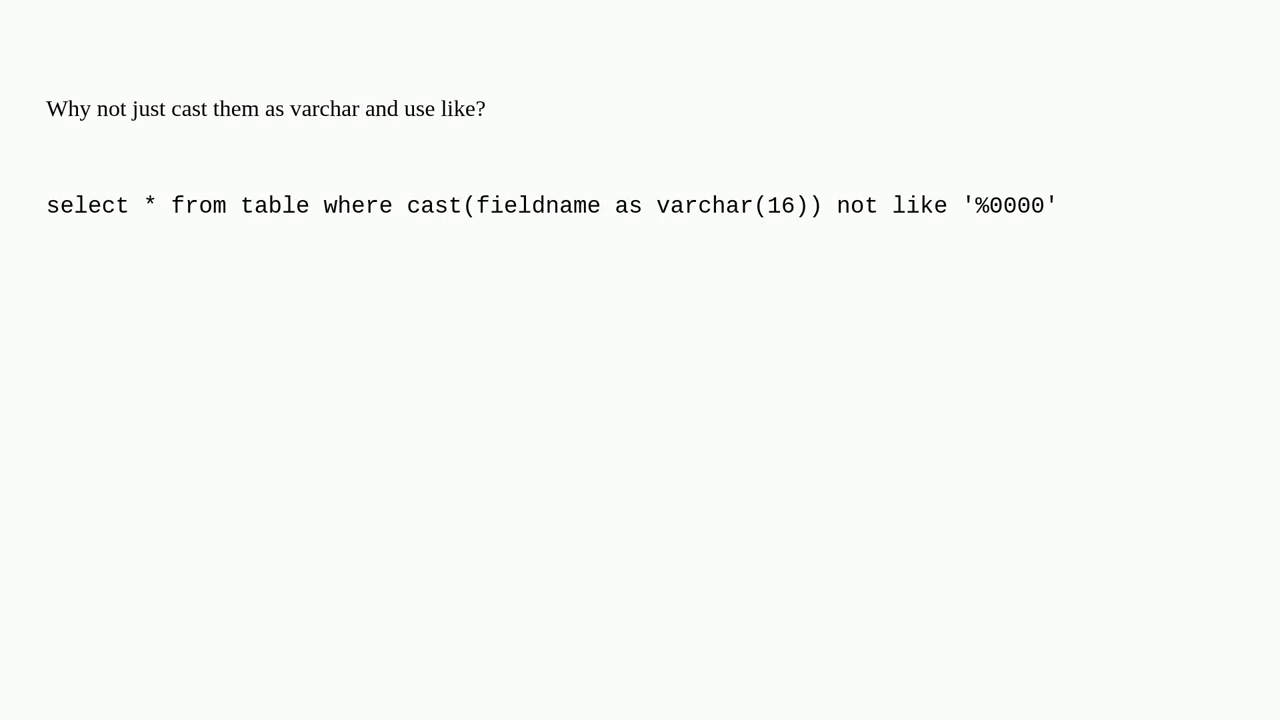 Why not just cast them as varchar and use like?
select * from table where cast(fieldname as varchar(16)) not like '%0000'